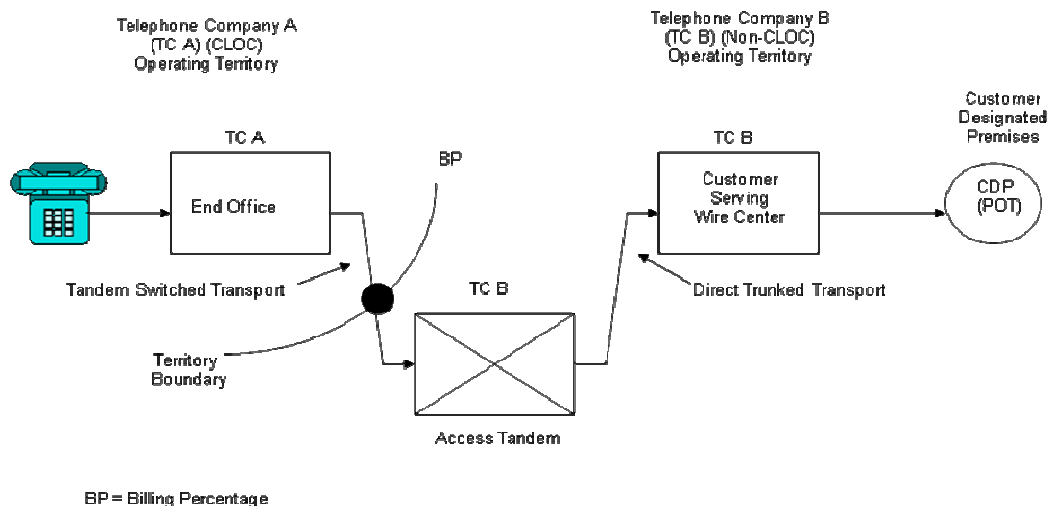 Telephone Company A
(TC A) (CLOC)
Operating Territory
Telephone Company B
(TC B) (Non-CLOC)
Operating Territory
Customer
Designated
Premises
TC A
End Office
BP
TC B
Customer
Serving
Wire Center
CDP
(POT)
Tandem Switched Transport
TC B
Direct Trunked Transport
Territory
Boundary
Access Tandem
BP = Billing Percentage